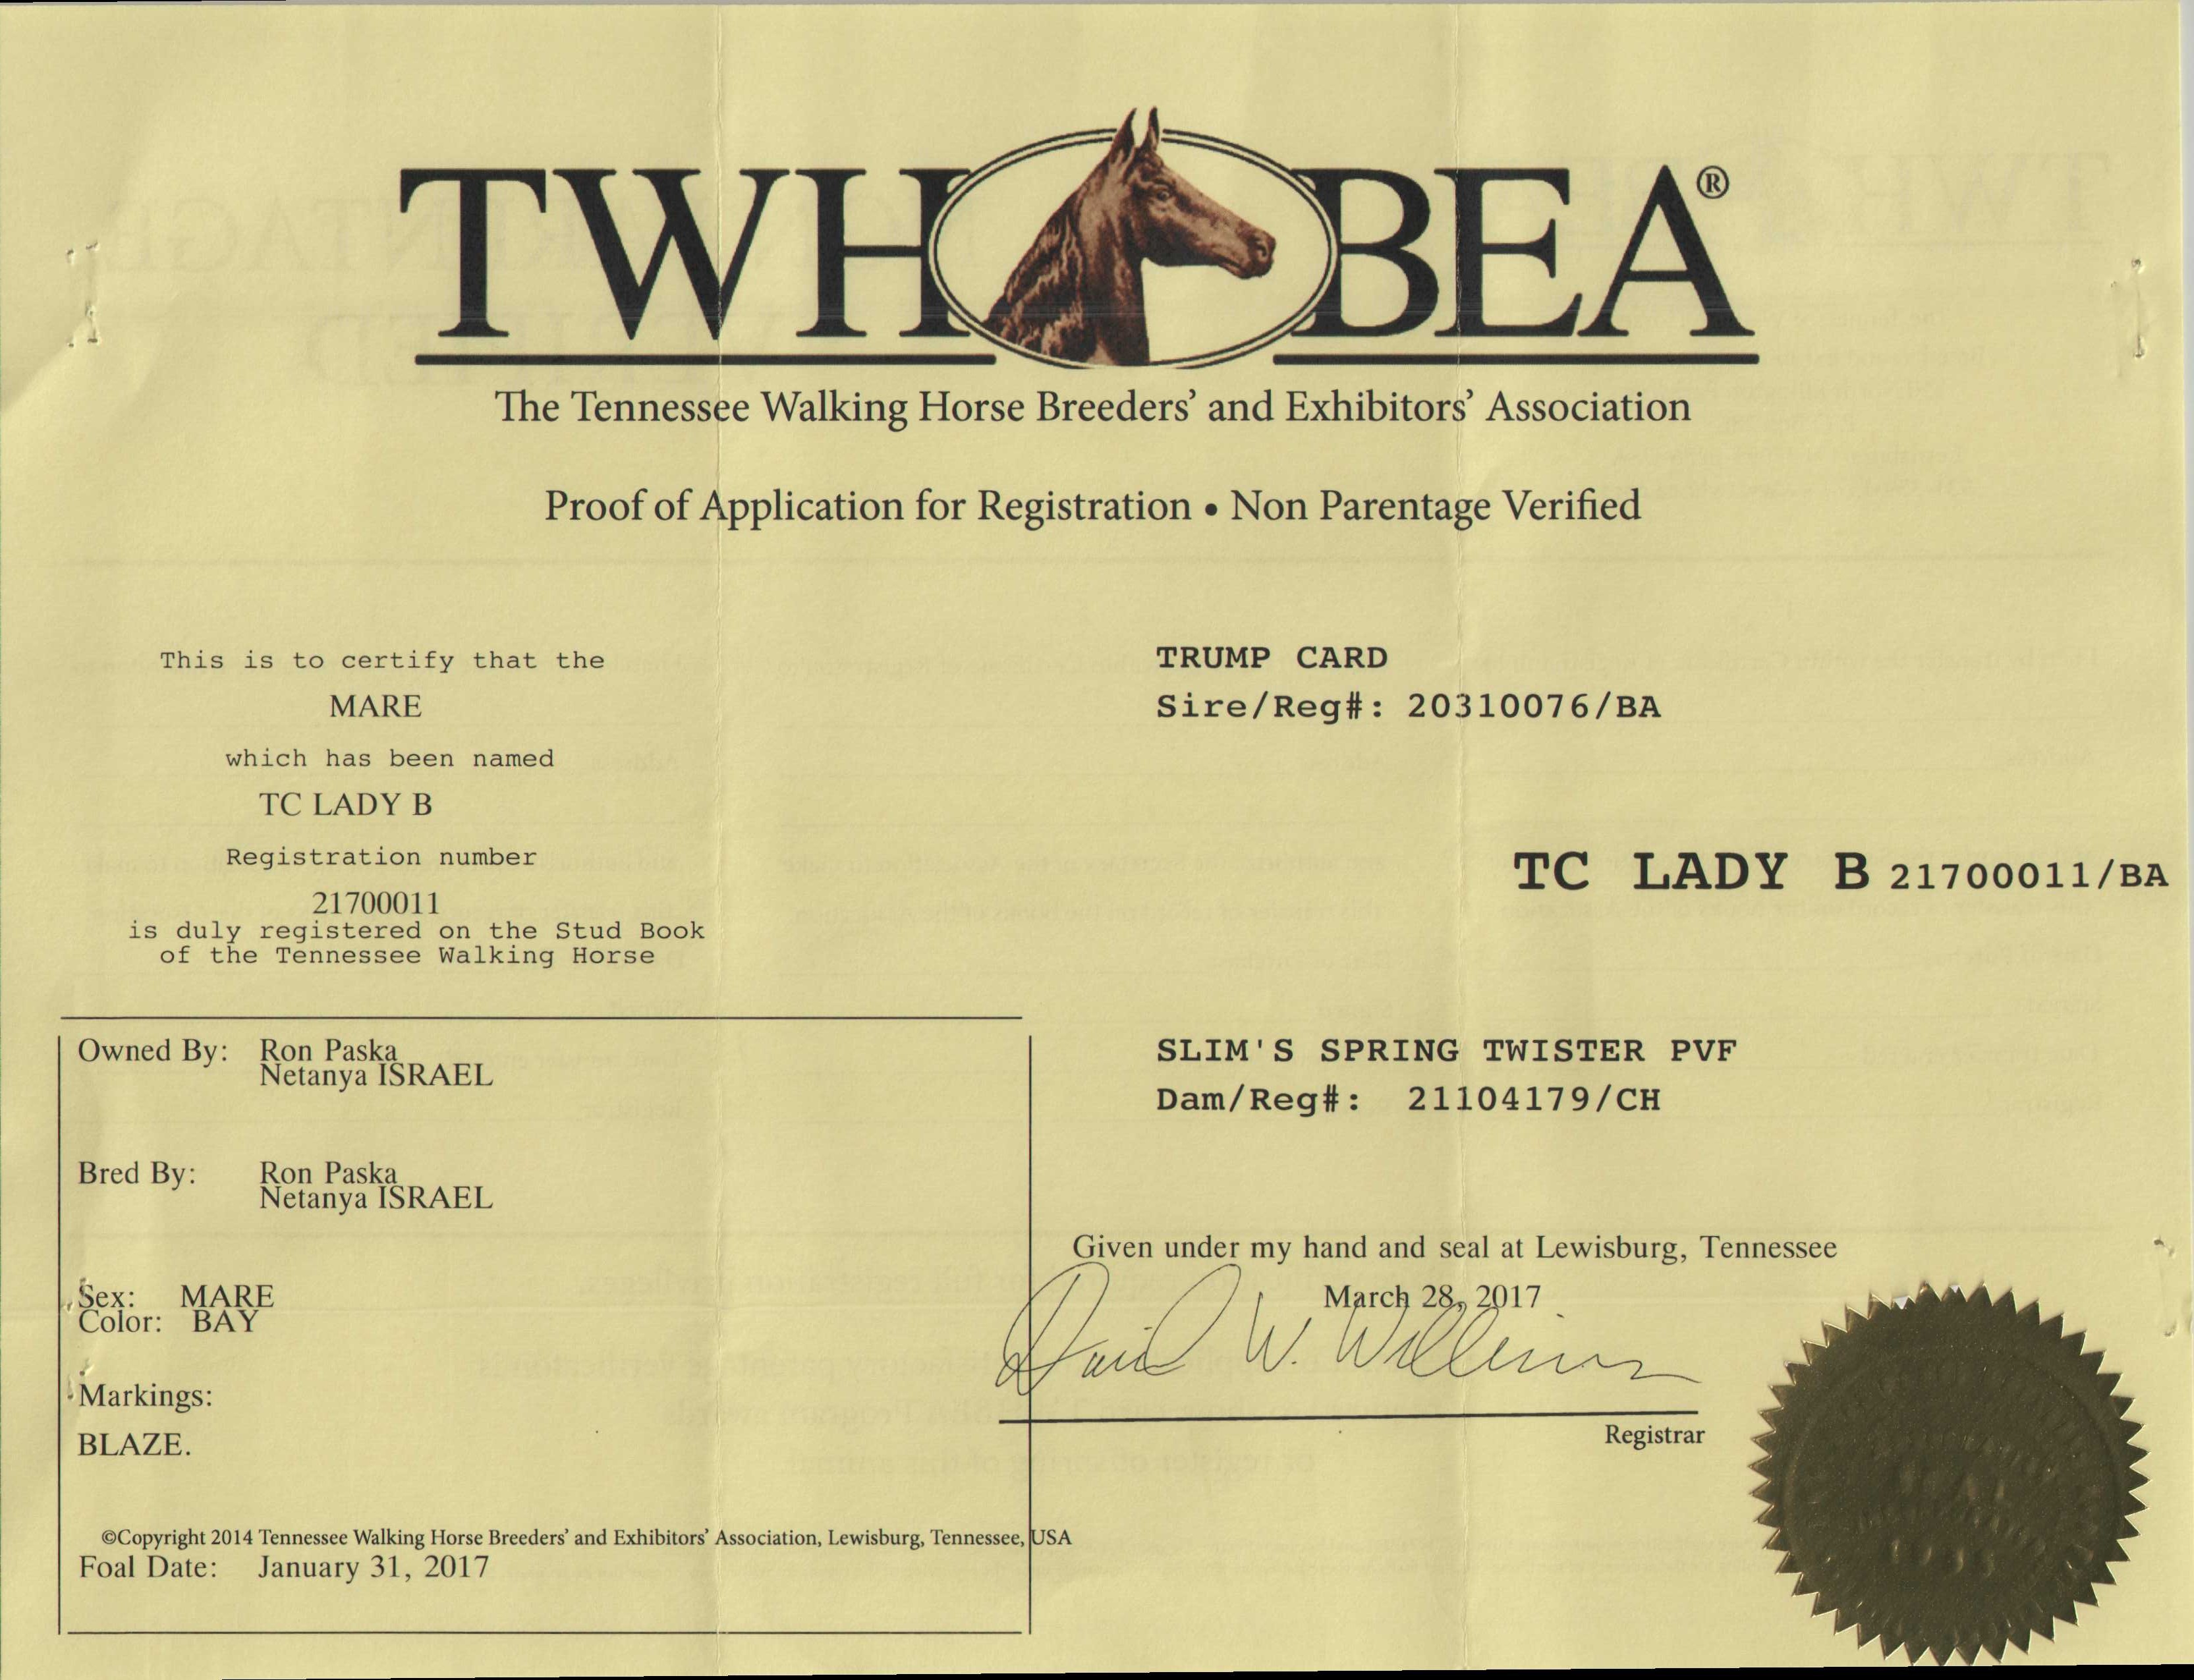 TWH BEA®
The Tennessee Walking Horse Breeders' and Exhibitors' Association
Proof of Application for Registration • Non Parentage Verified
This is to certify that the
MARE
which has been named
TC LADY B
Registration number
21700011
is duly registered on the Stud Book
of the Tennessee Walking Horse
TRUMP CARD
Sire/Reg#: 20310076/BA
TC LADY B 21700011/BA
SLIM'S SPRING TWISTER PVF
Dam/Reg#: 21104179/CH
Owned By: Ron Paska
Netanya ISRAEL
Bred By: Ron Paska
Netanya ISRAEL
Sex: MARE
Color: BAY
Markings:
BLAZE.
©Copyright 2014 Tennessee Walking Horse Breeders' and Exhibitors' Association, Lewisburg, Tennessee, USA
Foal Date: January 31, 2017
Given under my hand and seal at Lewisburg, Tennessee
March 28, 2017
David W. Williams
Registrar